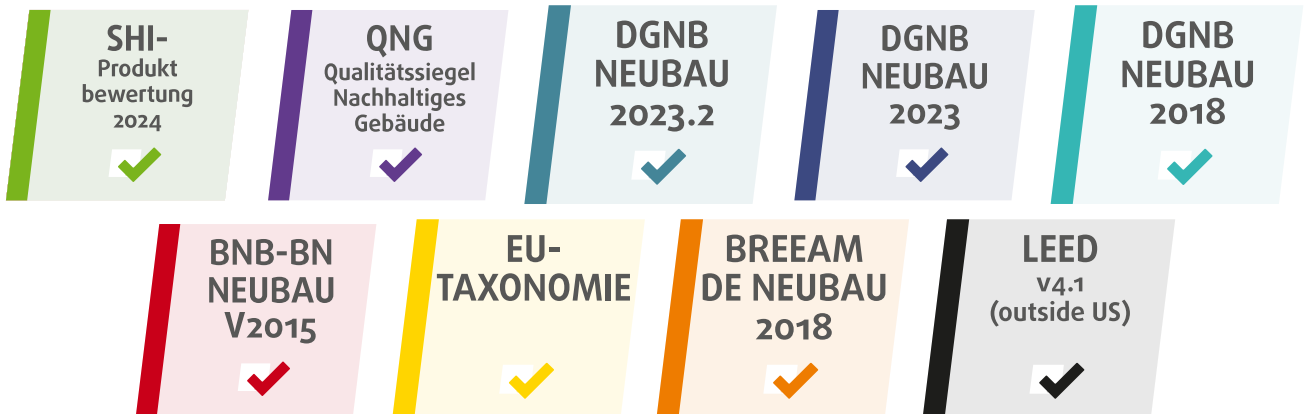 SHI-
Produkt
bewertung
2024
QNG
Qualitätssiegel
Nachhaltiges
Gebäude
DGNB
NEUBAU
2023.2
DGNB
NEUBAU
2023
DGNB
NEUBAU
2018
BNB-BN
NEUBAU
V2015
EU-
TAXONOMIE
BREEAM
DE NEUBAU
2018
LEED
v4.1
(outside US)